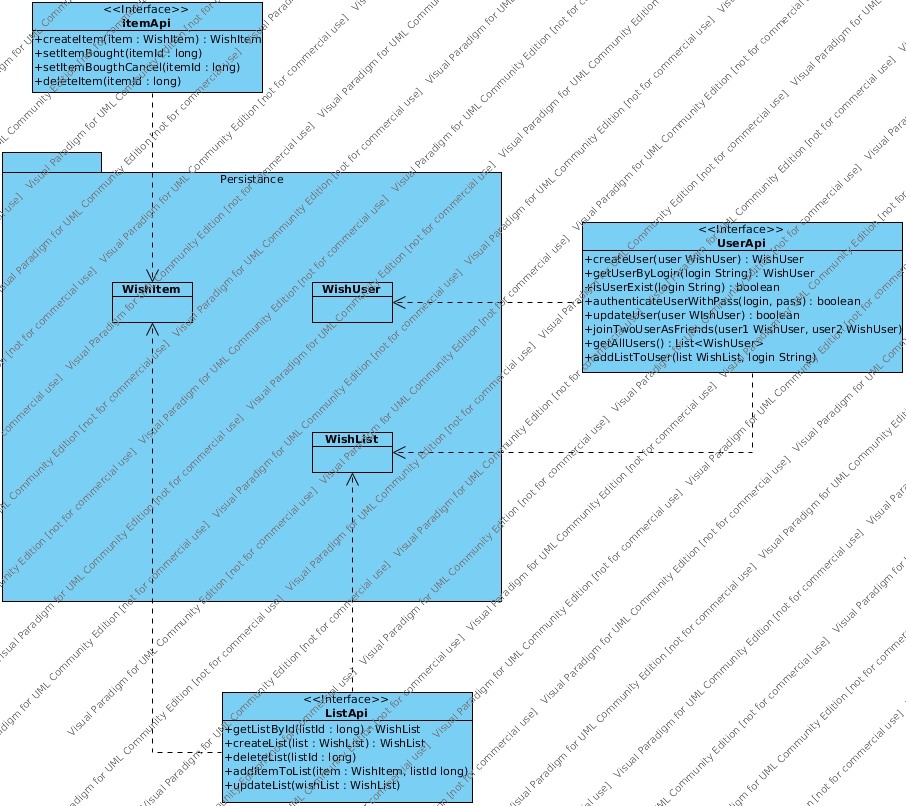 <<Interface>>
itemApi
+createItem(item : WishItem) : WishItem
+setItemBought(itemId : long)
+setItemBougthCancel(itemId : long)
+deleteItem(itemId : long)
Persistance
<<Interface>>
UserApi
+createUser(user WishUser) : WishUser
+getUserByLogin(login String) : WishUser
+isUserExist(login String) : boolean
+authenticateUserWithPass(login, pass) : boolean
+updateUser(user WIshUser) : boolean
+joinTwoUserAsFriends(user1 WishUser, user2 WishUser)
+getAllUsers() : List<WishUser>
+addListToUser(list WishList, login String)
WishItem
WishUser
WishList
<<Interface>>
ListApi
+getListById(listId : long) : WishList
+createList(list : WishList) : WishList
+deleteList(listId : long)
+addItemToList(item : WishItem, listId long)
+updateList(wishList : WishList)
Visual Paradigm for UML Community Edition [not for commercial use]